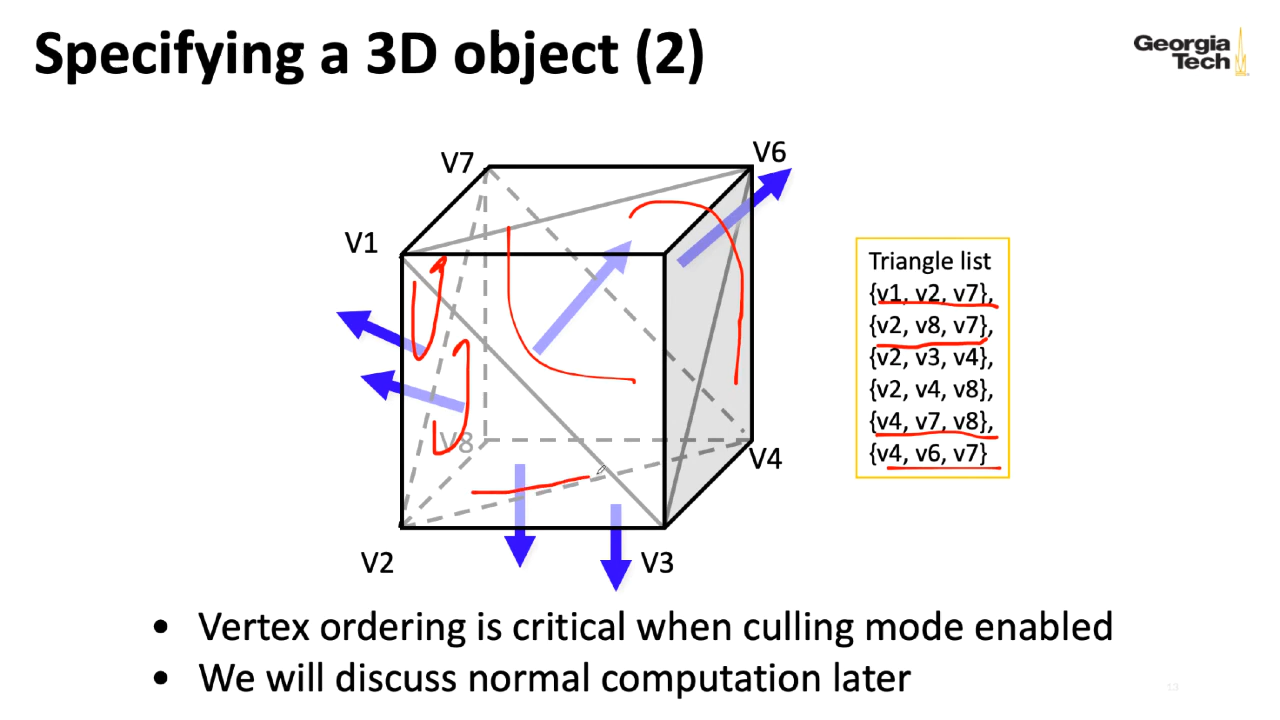 Specifying a 3D object (2)
Georgia
Tech
V7
V6
V1
V8
V4
V2
V3
Triangle list
{v1, v2, v7},
{v2, v8, v7},
{v2, v3, v4},
{v2, v4, v8},
{v4, v7, v8},
{v4, v6, v7}
• Vertex ordering is critical when culling mode enabled
• We will discuss normal computation later
13